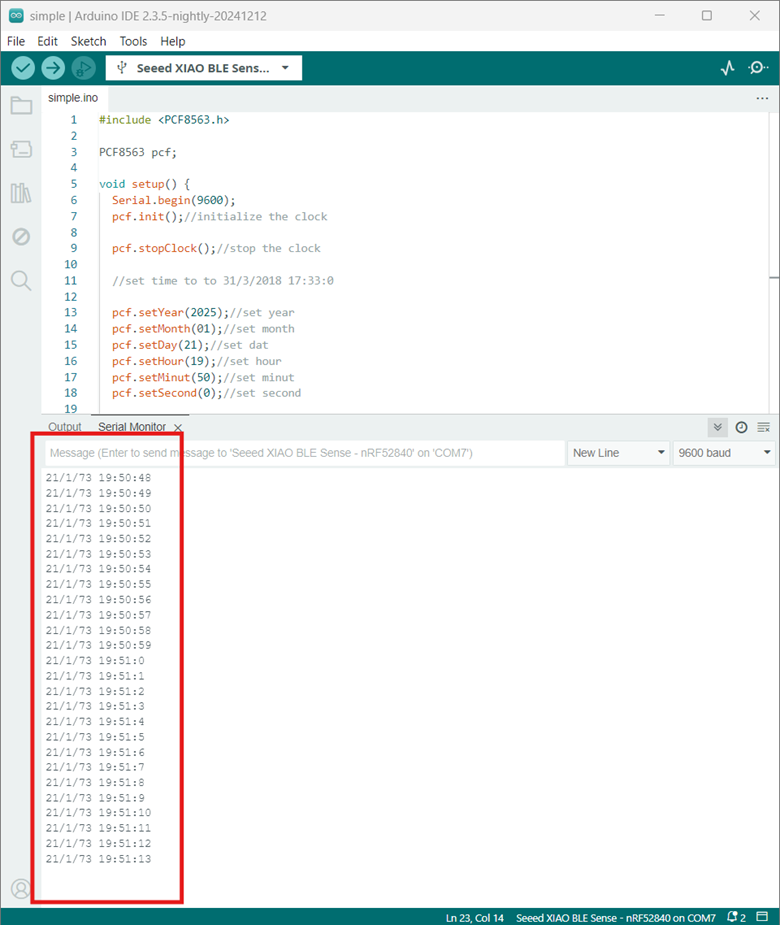 simple | Arduino IDE 2.3.5-nightly-20241212
File Edit Sketch Tools Help
Seeed XIAO BLE Sens...
simple.ino
1 #include <PCF8563.h>
2
3 PCF8563 pcf;
4
5 void setup() {
6 Serial.begin(9600);
7 pcf.init();//initialize the clock
8
9 pcf.stopClock();//stop the clock
10
11 //set time to to 31/3/2018 17:33:0
12
13 pcf.setYear(2025);//set year
14 pcf.setMonth(01);//set month
15 pcf.setDay(21);//set dat
16 pcf.setHour(19);//set hour
17 pcf.setMinut(50);//set minut
18 pcf.setSecond(0);//set second
19
Output Serial Monitor
Message (Enter to send message to 'Seeed XIAO BLE Sense - nRF52840' on 'COM7') New Line 9600 baud
21/1/73 19:50:48
21/1/73 19:50:49
21/1/73 19:50:50
21/1/73 19:50:51
21/1/73 19:50:52
21/1/73 19:50:53
21/1/73 19:50:54
21/1/73 19:50:55
21/1/73 19:50:56
21/1/73 19:50:57
21/1/73 19:50:58
21/1/73 19:50:59
21/1/73 19:51:0
21/1/73 19:51:1
21/1/73 19:51:2
21/1/73 19:51:3
21/1/73 19:51:4
21/1/73 19:51:5
21/1/73 19:51:6
21/1/73 19:51:7
21/1/73 19:51:8
21/1/73 19:51:9
21/1/73 19:51:10
21/1/73 19:51:11
21/1/73 19:51:12
21/1/73 19:51:13
Ln 23, Col 14 Seeed XIAO BLE Sense - nRF52840 on COM7 2